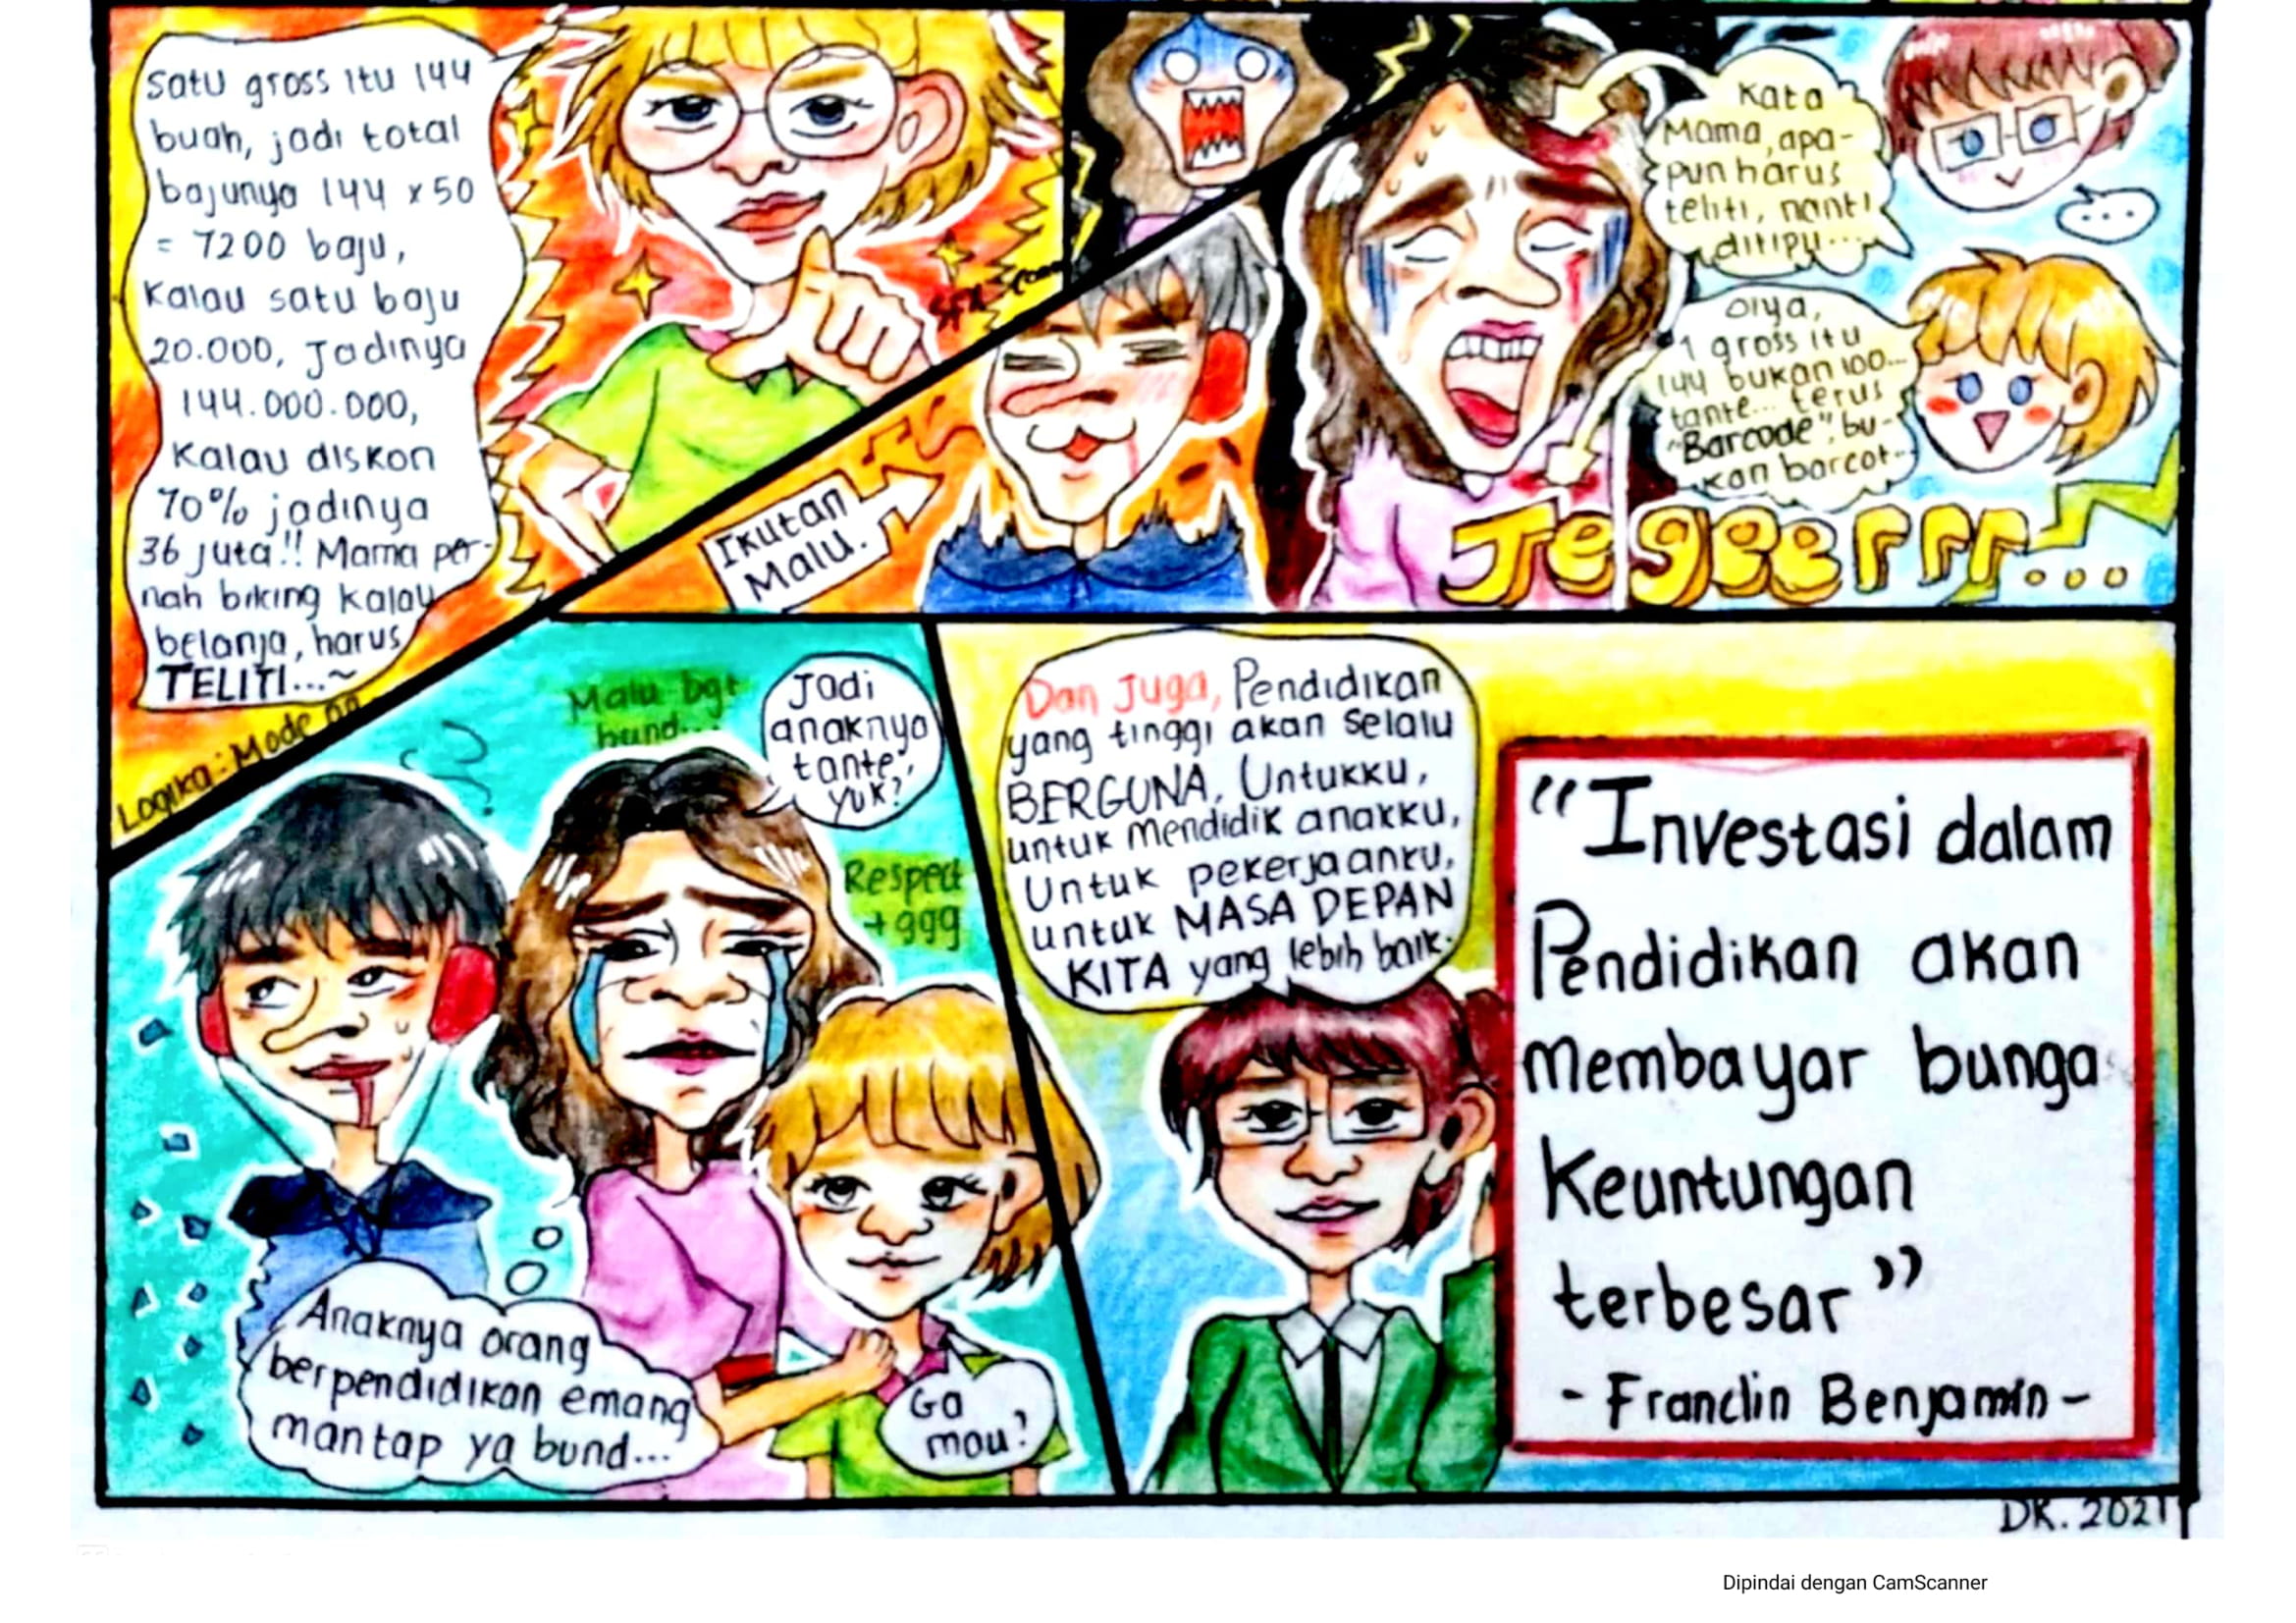 Satu gross itu 144
buah, jadi total
bajunya 144 x 50
= 7200 baju,
Kalau satu baju
20.000, Jadinya
144.000.000,
Kalau diskon
70% jadinya
36 juta!! Mama per-
nah biking kalau
belanja, harus
TELITI...~
Logika: Mode on
Ikutan
Malu.
Kata
Mama, apa-
pun harus
teliti, nanti
ditipu...
...
Oiya,
1 gross itu
144 bukan 100...
tante... terus
"Barcode", bu-
kan barcot..
Jegeerrr...
Malu bgt
bund...
Jadi
anaknya
tante,
yuk?
Respect
+999
Anaknya orang
berpendidikan emang
mantap ya bund...
Ga
mau?
Dan Juga, Pendidikan
yang tinggi akan selalu
BERGUNA, Untukku,
untuk mendidik anakku,
Untuk pekerjaanku,
untuk MASA DEPAN
KITA yang lebih baik.
"Investasi dalam
Pendidikan akan
membayar bunga
Keuntungan
terbesar"
- Franclin Benjamin -
DK. 2021
Dipindai dengan CamScanner